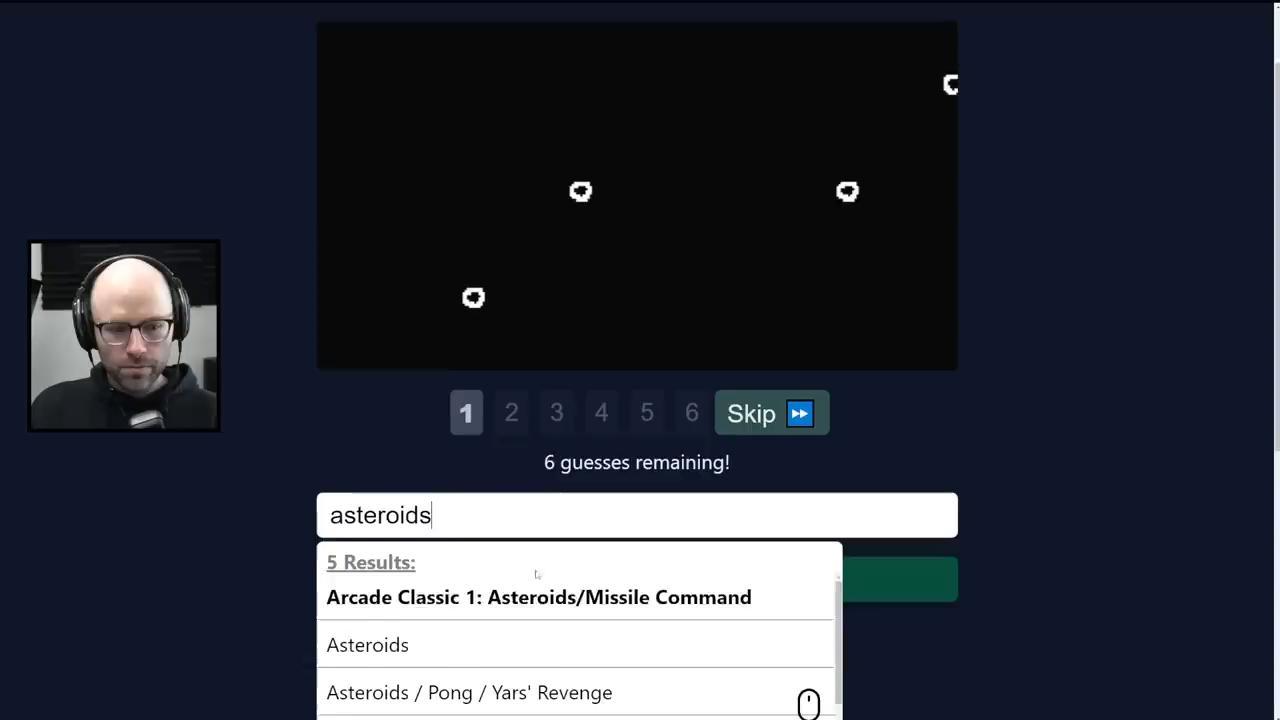 1 2 3 4 5 6 Skip
6 guesses remaining!
asteroids
5 Results:
Arcade Classic 1: Asteroids/Missile Command
Asteroids
Asteroids / Pong / Yars' Revenge